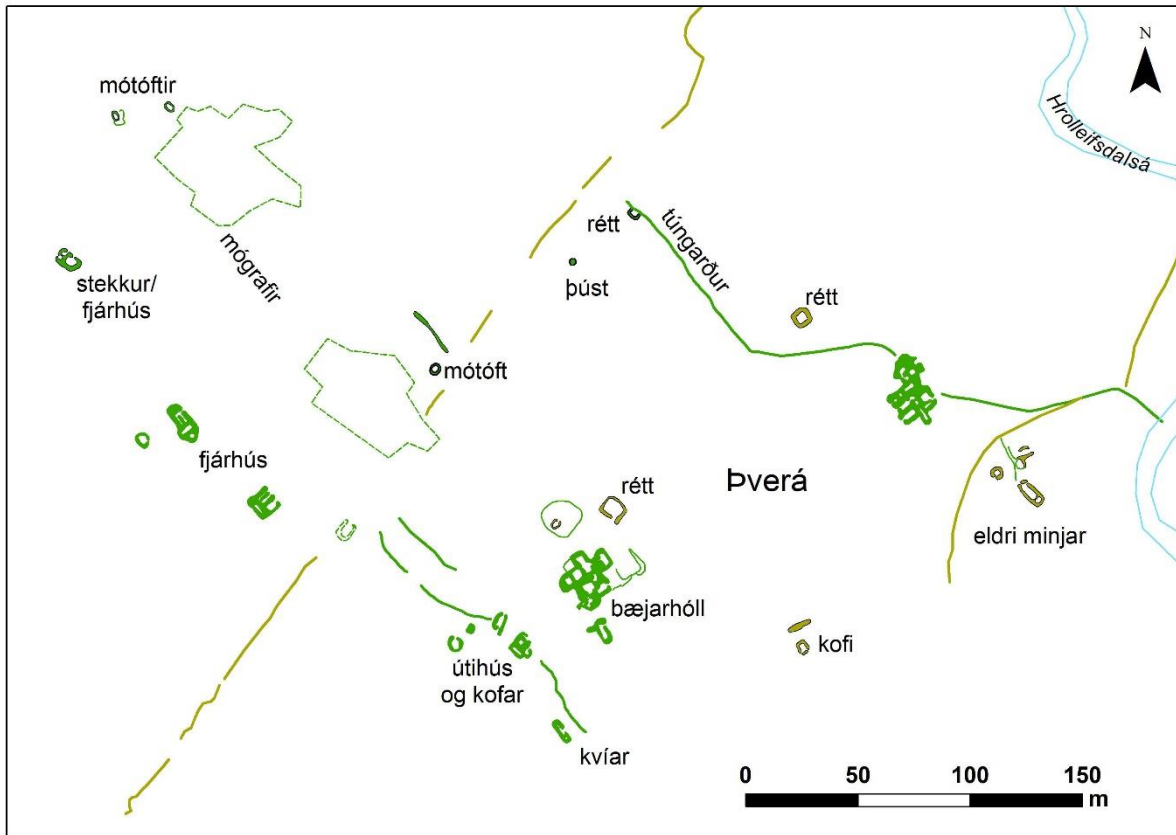 N
mótóftir
Hrolleifsdalsá
rétt
túngarður
mógrafir
þúst
stekkur/
fjárhús
rétt
mótóft
fjárhús
rétt
Þverá
eldri minjar
bæjarhóll
kofi
útihús
og kofar
kvíar
0 50 100 150
m